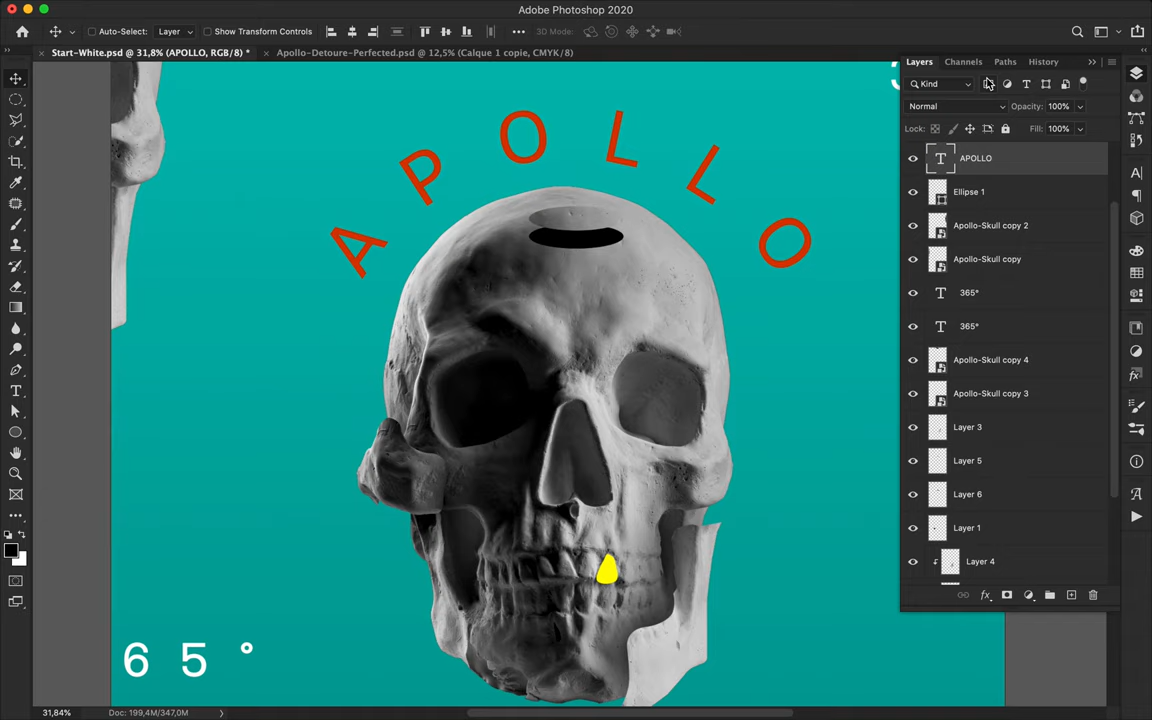 Adobe Photoshop 2020
Auto-Select: Layer Show Transform Controls ••• 3D Mode:
Start-White.psd @ 31,8% (APOLLO, RGB/8) * Apollo-Detoure-Perfected.psd @ 12,5% (Calque 1 copie, CMYK/8)
Layers Channels Paths History
Kind
Normal Opacity: 100%
Lock: Fill: 100%
APOLLO
Ellipse 1
Apollo-Skull copy 2
Apollo-Skull copy
365°
365°
Apollo-Skull copy 4
Apollo-Skull copy 3
Layer 3
Layer 5
Layer 6
Layer 1
Layer 4
fx
APOLLO
65°
31,84% Doc: 199,4M/347,0M